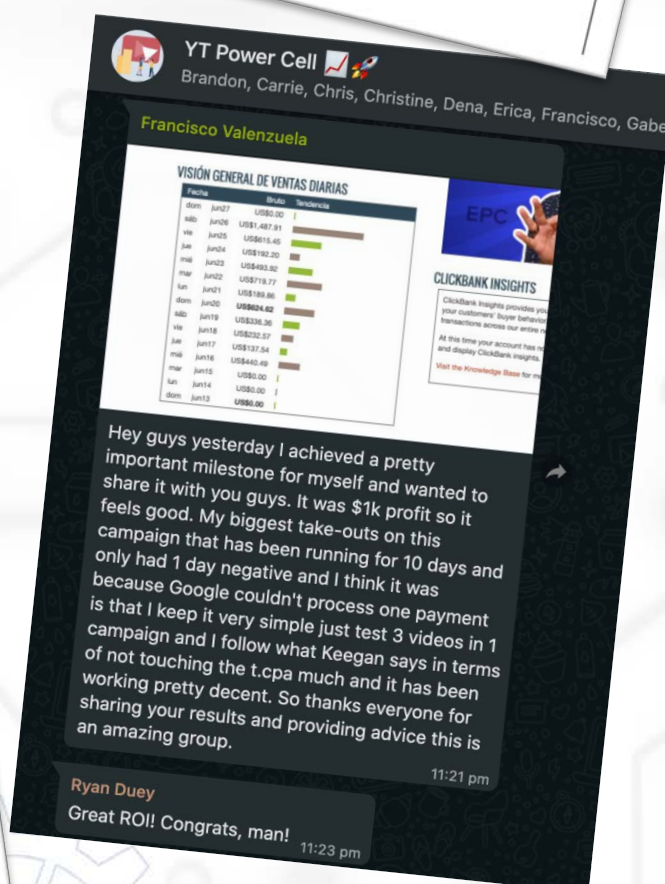 YT Power Cell 📈🚀
Brandon, Carrie, Chris, Christine, Dena, Erica, Francisco, Gabe
Francisco Valenzuela
VISIÓN GENERAL DE VENTAS DIARIAS
Fecha Bruto Tendencia
dom jun27 US$0.00
sáb jun26 US$1,487.91
vie jun25 US$615.45
jue jun24 US$192.20
mié jun23 US$493.92
mar jun22 US$719.77
lun jun21 US$189.86
dom jun20 US$624.62
sáb jun19 US$336.36
vie jun18 US$232.57
jue jun17 US$137.54
mié jun16 US$440.49
mar jun15 US$0.00
lun jun14 US$0.00
dom jun13 US$0.00
EPC
CLICKBANK INSIGHTS
ClickBank Insights provides you
your customers' buyer behavior
transactions across our entire
At this time your account has
and display ClickBank insights.
Visit the Knowledge Base for
Hey guys yesterday I achieved a pretty
important milestone for myself and wanted to
share it with you guys. It was $1k profit so it
feels good. My biggest take-outs on this
campaign that has been running for 10 days and
only had 1 day negative and I think it was
because Google couldn't process one payment
is that I keep it very simple just test 3 videos in 1
campaign and I follow what Keegan says in terms
of not touching the t.cpa much and it has been
working pretty decent. So thanks everyone for
sharing your results and providing advice this is
an amazing group.
11:21 pm
Ryan Duey
Great ROI! Congrats, man!
11:23 pm